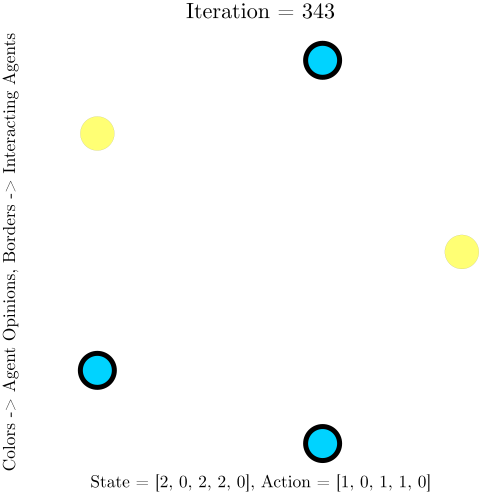 Iteration = 343
Colors -> Agent Opinions, Borders -> Interacting Agents
State = [2, 0, 2, 2, 0], Action = [1, 0, 1, 1, 0]